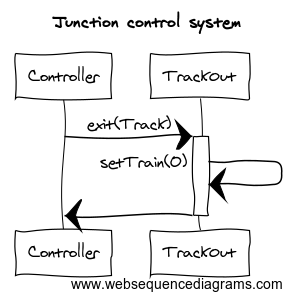 Junction control system
Controller TrackOut
exit(Track)
setTrain(0)
Controller TrackOut
www.websequencediagrams.com